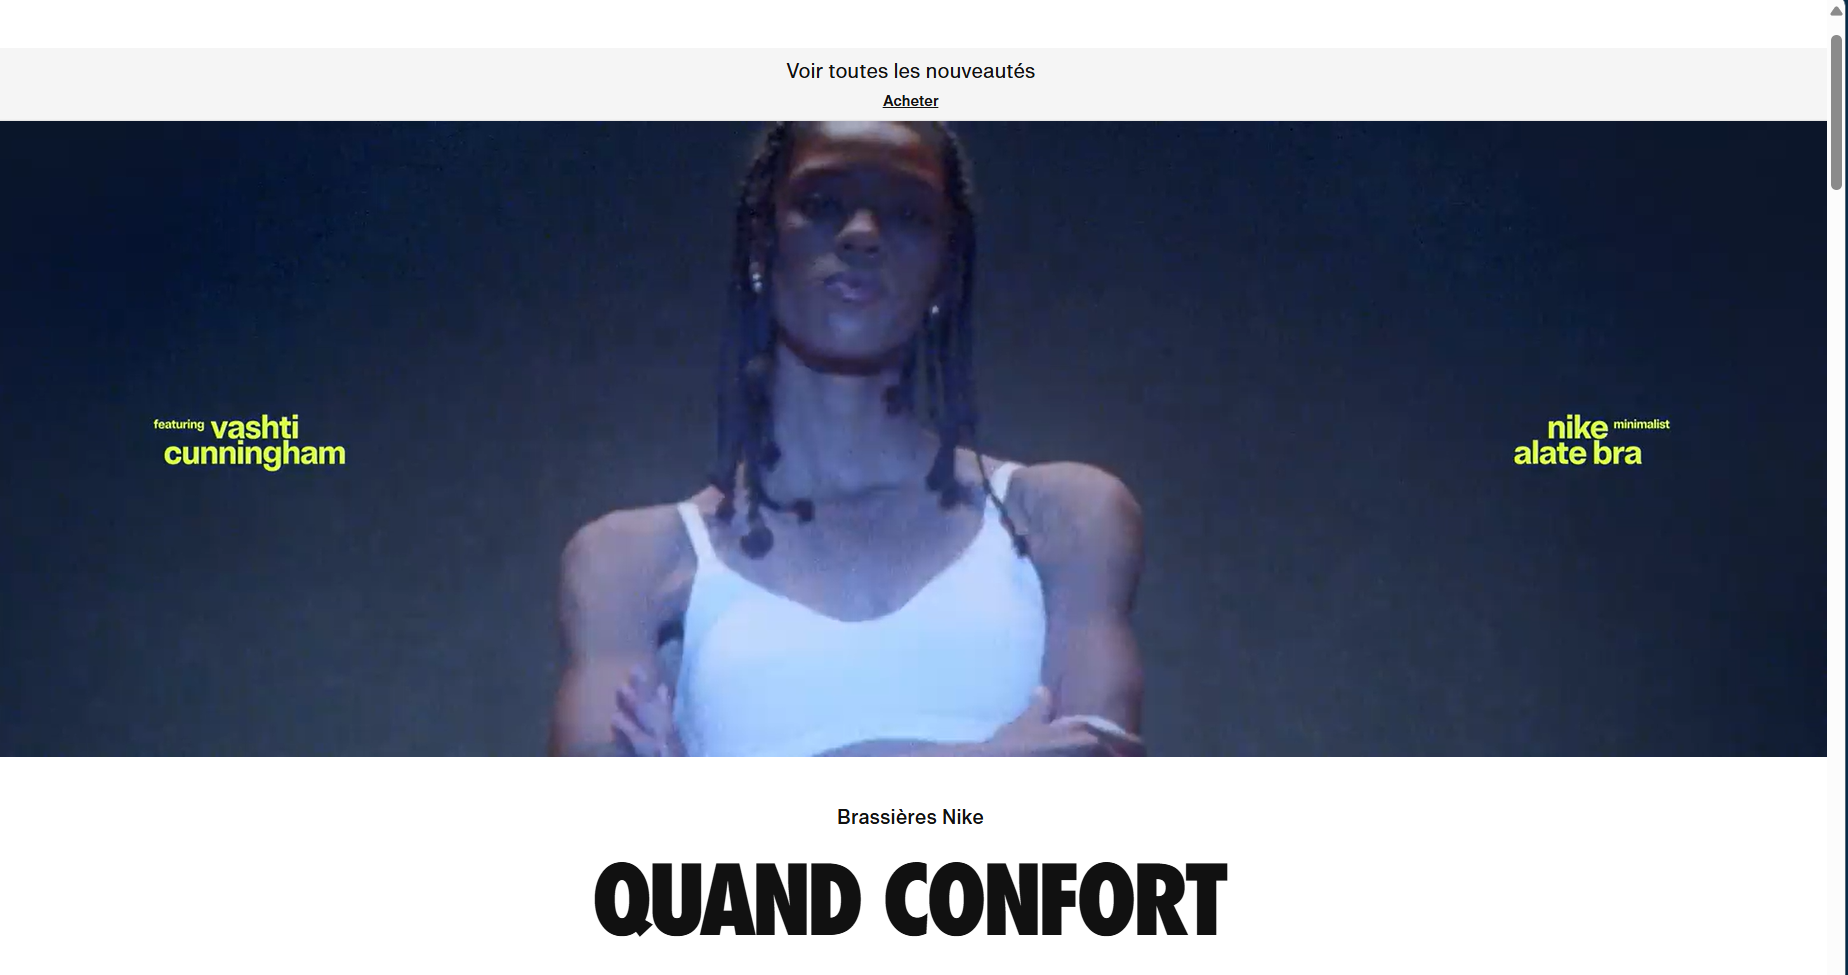 Voir toutes les nouveautés
Acheter
featuring vashti
cunningham
nike minimalist
alate bra
Brassières Nike
QUAND CONFORT